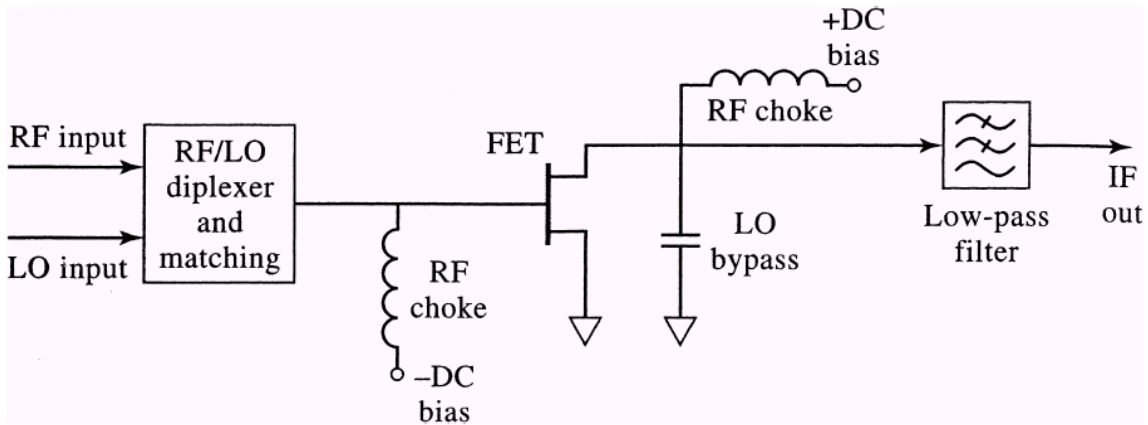 +DC
bias
RF choke
RF input
LO input
RF/LO
diplexer
and
matching
FET
RF
choke
–DC
bias
LO
bypass
Low-pass
filter
IF
out